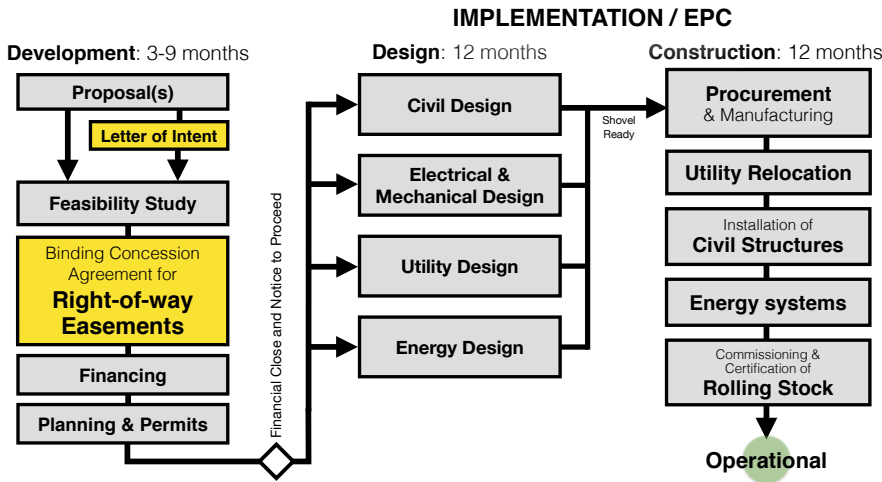 IMPLEMENTATION / EPC
Development: 3-9 months
Proposal(s)
Letter of Intent
Feasibility Study
Binding Concession
Agreement for
Right-of-way
Easements
Financing
Planning & Permits
Financial Close and Notice to Proceed
Design: 12 months
Civil Design
Electrical &
Mechanical Design
Utility Design
Energy Design
Shovel
Ready
Construction: 12 months
Procurement
& Manufacturing
Utility Relocation
Installation of
Civil Structures
Energy systems
Commissioning &
Certification of
Rolling Stock
Operational